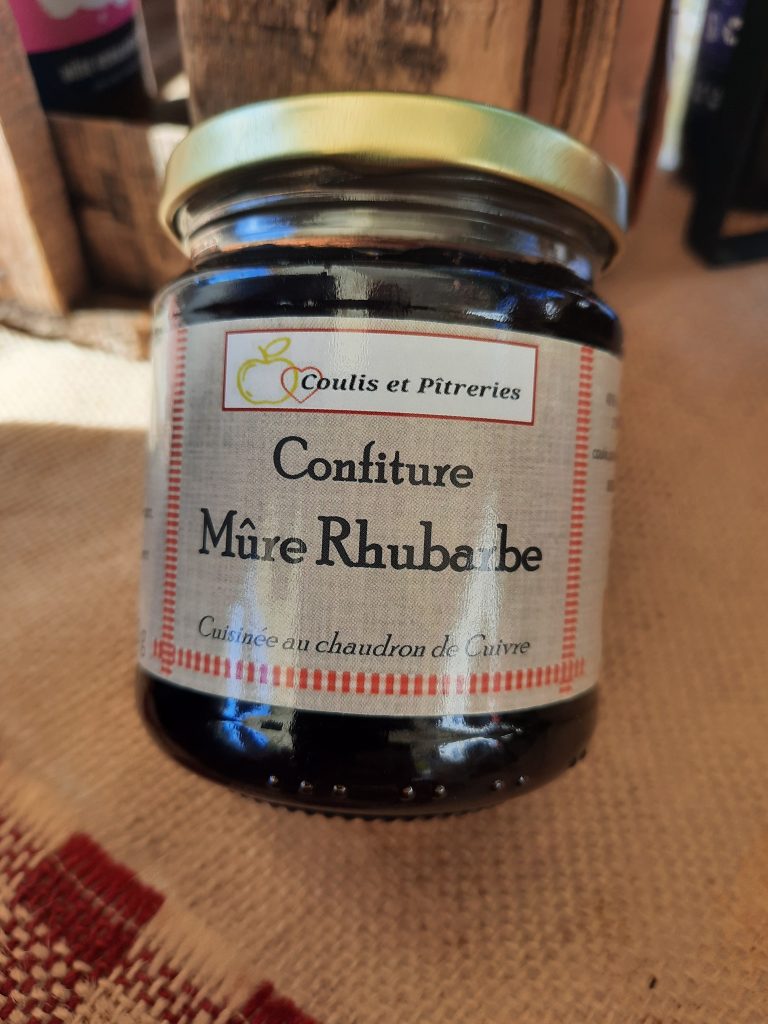 Coulis et Pîtreries
Confiture
Mûre Rhubarbe
Cuisinée au chaudron de Cuivre